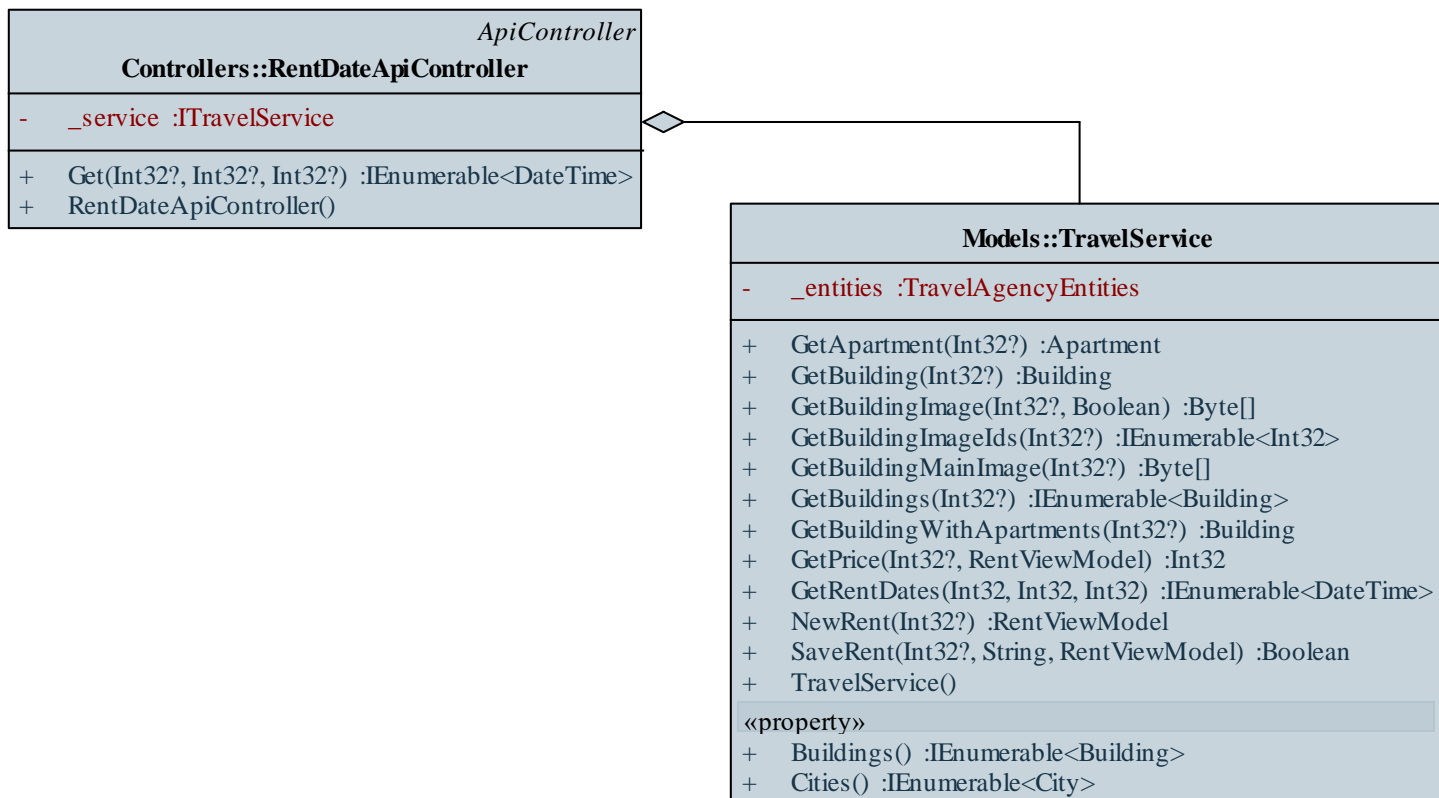 ApiController
Controllers::RentDateApiController
- _service :ITravelService
+ Get(Int32?, Int32?, Int32?) :IEnumerable<DateTime>
+ RentDateApiController()
Models::TravelService
- _entities :TravelAgencyEntities
+ GetApartment(Int32?) :Apartment
+ GetBuilding(Int32?) :Building
+ GetBuildingImage(Int32?, Boolean) :Byte[]
+ GetBuildingImageIds(Int32?) :IEnumerable<Int32>
+ GetBuildingMainImage(Int32?) :Byte[]
+ GetBuildings(Int32?) :IEnumerable<Building>
+ GetBuildingWithApartments(Int32?) :Building
+ GetPrice(Int32?, RentViewModel) :Int32
+ GetRentDates(Int32, Int32, Int32) :IEnumerable<DateTime>
+ NewRent(Int32?) :RentViewModel
+ SaveRent(Int32?, String, RentViewModel) :Boolean
+ TravelService()
«property»
+ Buildings() :IEnumerable<Building>
+ Cities() :IEnumerable<City>